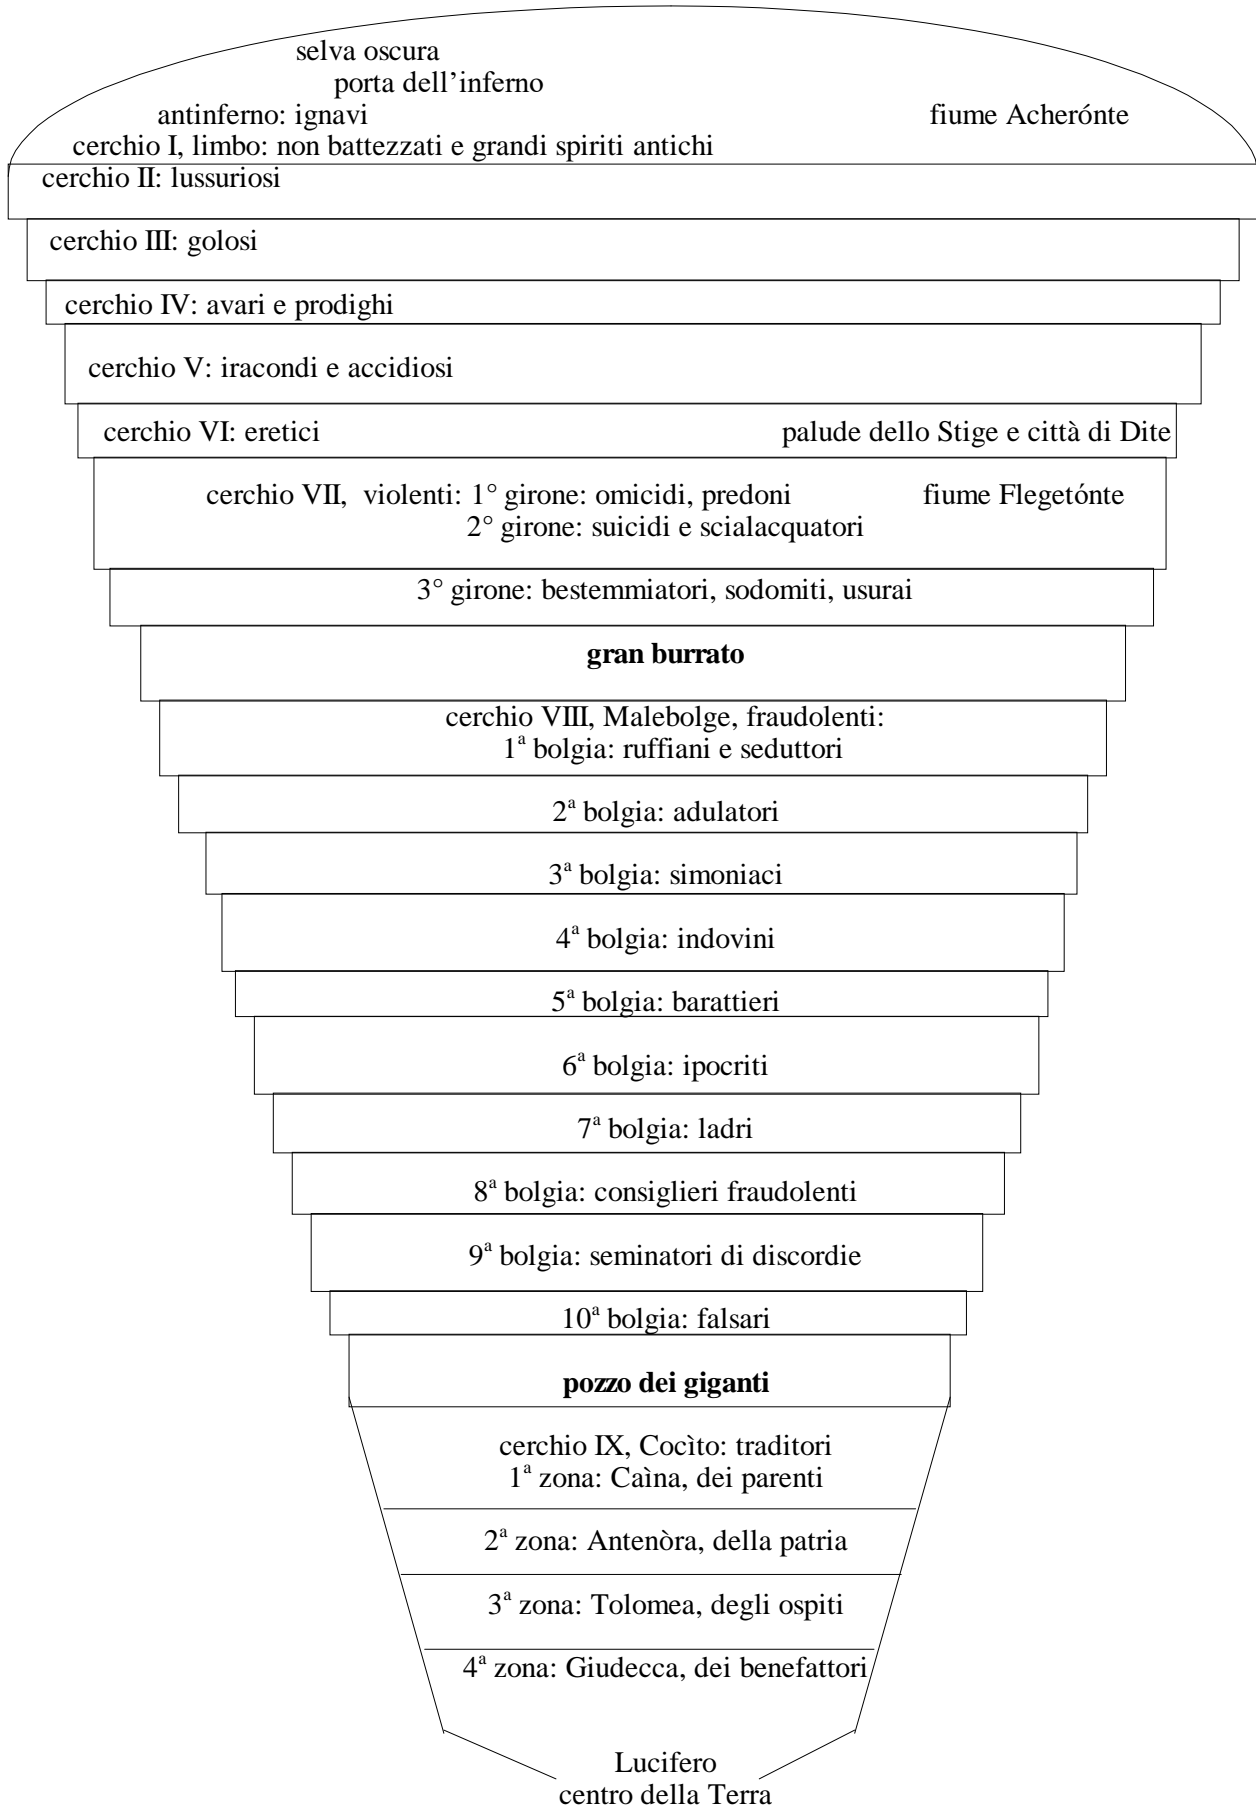 selva oscura
porta dell’inferno
antinferno: ignavi fiume Acherónte
cerchio I, limbo: non battezzati e grandi spiriti antichi
cerchio II: lussuriosi
cerchio III: golosi
cerchio IV: avari e prodighi
cerchio V: iracondi e accidiosi
cerchio VI: eretici palude dello Stige e città di Dite
cerchio VII, violenti: 1° girone: omicidi, predoni fiume Flegetónte
2° girone: suicidi e scialacquatori
3° girone: bestemmiatori, sodomiti, usurai
gran burrato
cerchio VIII, Malebolge, fraudolenti:
1ª bolgia: ruffiani e seduttori
2ª bolgia: adulatori
3ª bolgia: simoniaci
4ª bolgia: indovini
5ª bolgia: barattieri
6ª bolgia: ipocriti
7ª bolgia: ladri
8ª bolgia: consiglieri fraudolenti
9ª bolgia: seminatori di discordie
10ª bolgia: falsari
pozzo dei giganti
cerchio IX, Cocìto: traditori
1ª zona: Caìna, dei parenti
2ª zona: Antenòra, della patria
3ª zona: Tolomea, degli ospiti
4ª zona: Giudecca, dei benefattori
Lucifero
centro della Terra